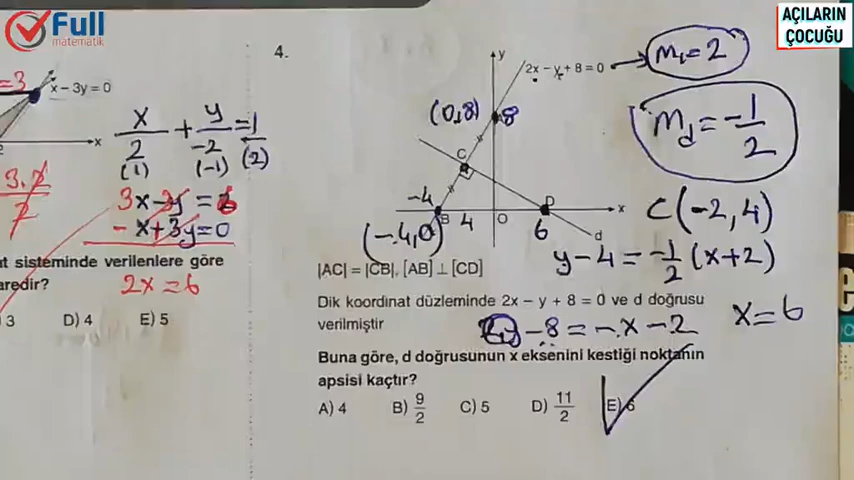 Full
matematik
AÇILARIN
ÇOCUĞU
=3
x − 3y = 0
x
x/2 + y/−2 = 1
(1) (−1) (2)
3x − 3y = 6
− x + 3y = 0
2x = 6
t sisteminde verilenlere göre
aredir?
3 D) 4 E) 5
4.
y
2x − y + 8 = 0
m₁ = 2
(0,8) 8
m_d = −1/2
C
−4
B 4 O
D
x
6
d
(−4,0)
C(−2,4)
y−4 = −1/2 (x+2)
|AC| = |CB|, [AB] ⊥ [CD]
Dik koordinat düzleminde 2x − y + 8 = 0 ve d doğrusu
verilmiştir
−8 = −x −2
x = 6
Buna göre, d doğrusunun x eksenini kestiği noktanın
apsisi kaçtır?
A) 4 B) 9/2 C) 5 D) 11/2 E) 6